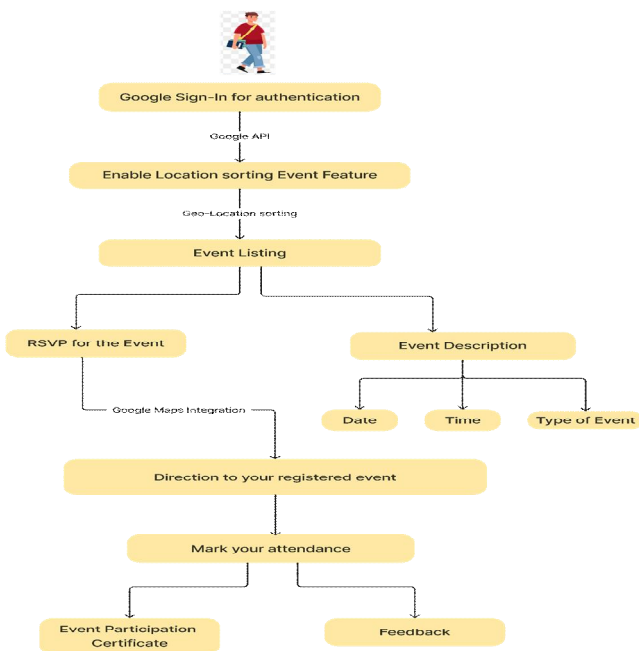 Google Sign-In for authentication
Google API
Enable Location sorting Event Feature
Geo-Location sorting
Event Listing
RSVP for the Event
Event Description
Date
Time
Type of Event
Google Maps Integration
Direction to your registered event
Mark your attendance
Event Participation
Certificate
Feedback